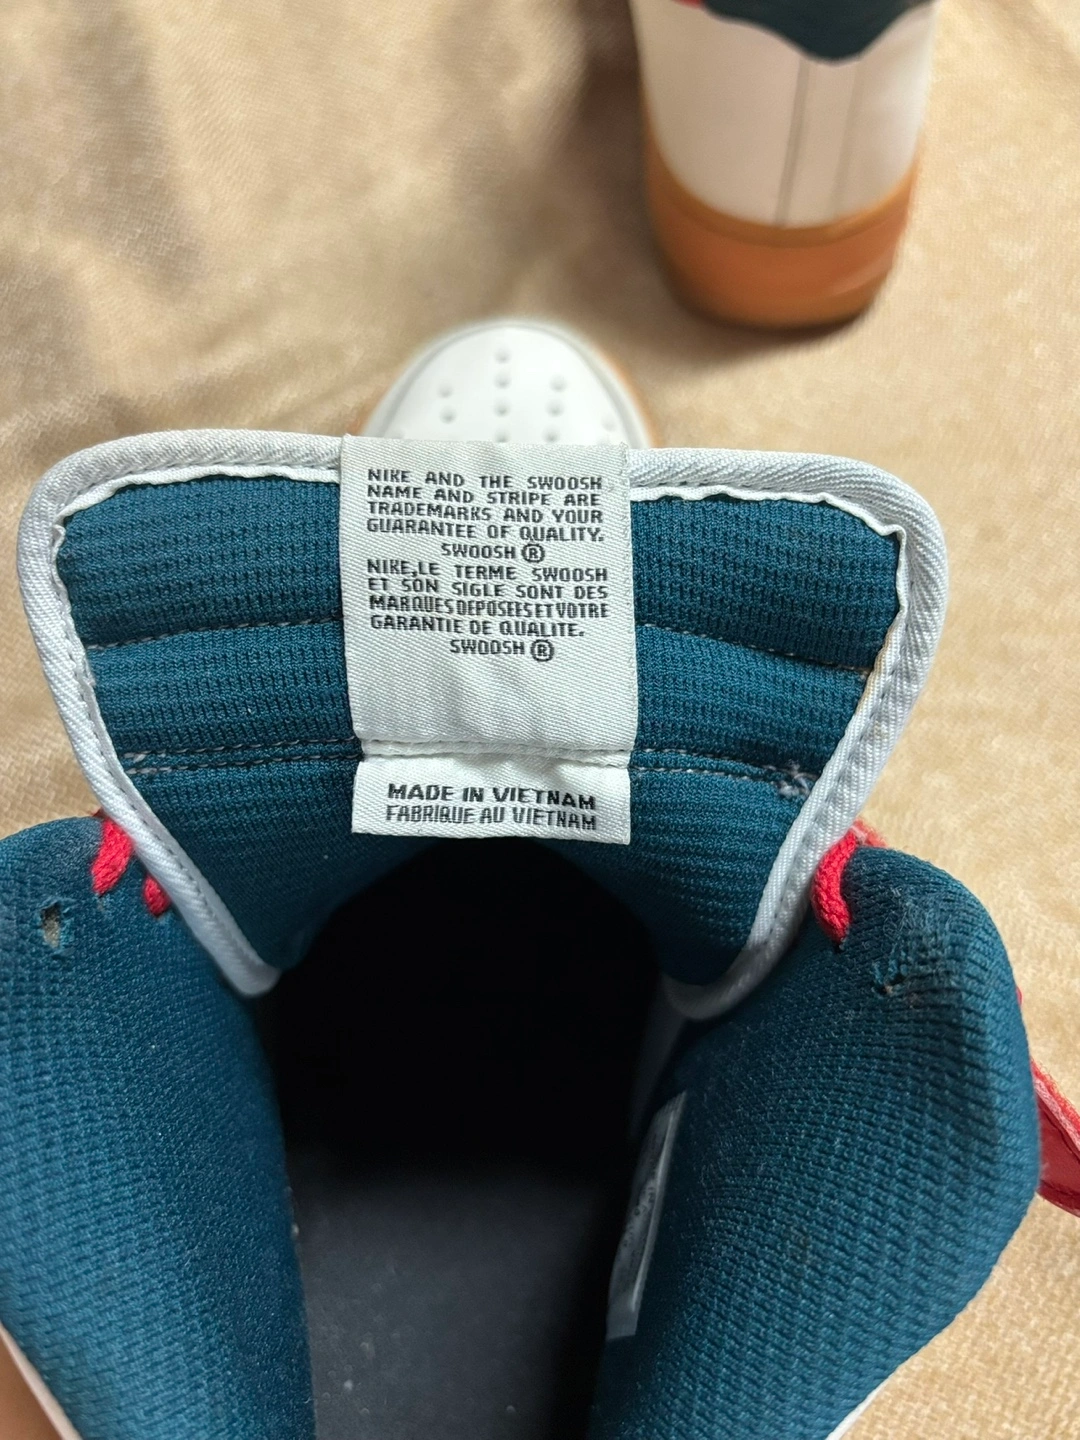 NIKE AND THE SWOOSH
NAME AND STRIPE ARE
TRADEMARKS AND YOUR
GUARANTEE OF QUALITY.
SWOOSH ®
NIKE,LE TERME SWOOSH
ET SON SIGLE SONT DES
MARQUES DEPOSEES ET VOTRE
GARANTIE DE QUALITE.
SWOOSH ®
MADE IN VIETNAM
FABRIQUE AU VIETNAM